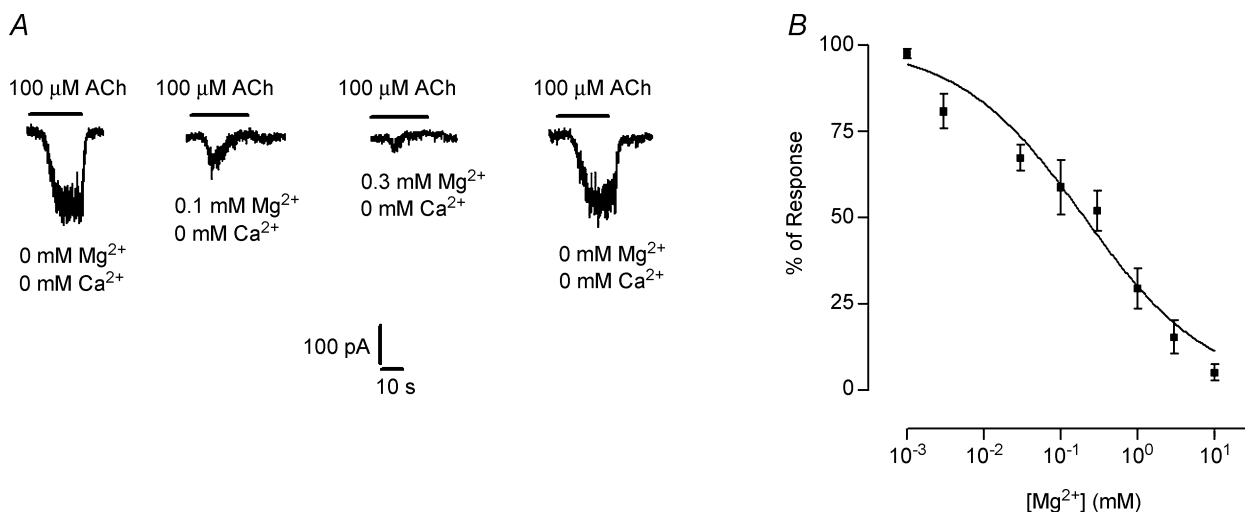 A
B
100 μM ACh
100 μM ACh
100 μM ACh
100 μM ACh
0 mM Mg²⁺
0 mM Ca²⁺
0.1 mM Mg²⁺
0 mM Ca²⁺
0.3 mM Mg²⁺
0 mM Ca²⁺
0 mM Mg²⁺
0 mM Ca²⁺
100 pA
10 s
% of Response
100
75
50
25
0
10⁻³
10⁻²
10⁻¹
10⁰
10¹
[Mg²⁺] (mM)